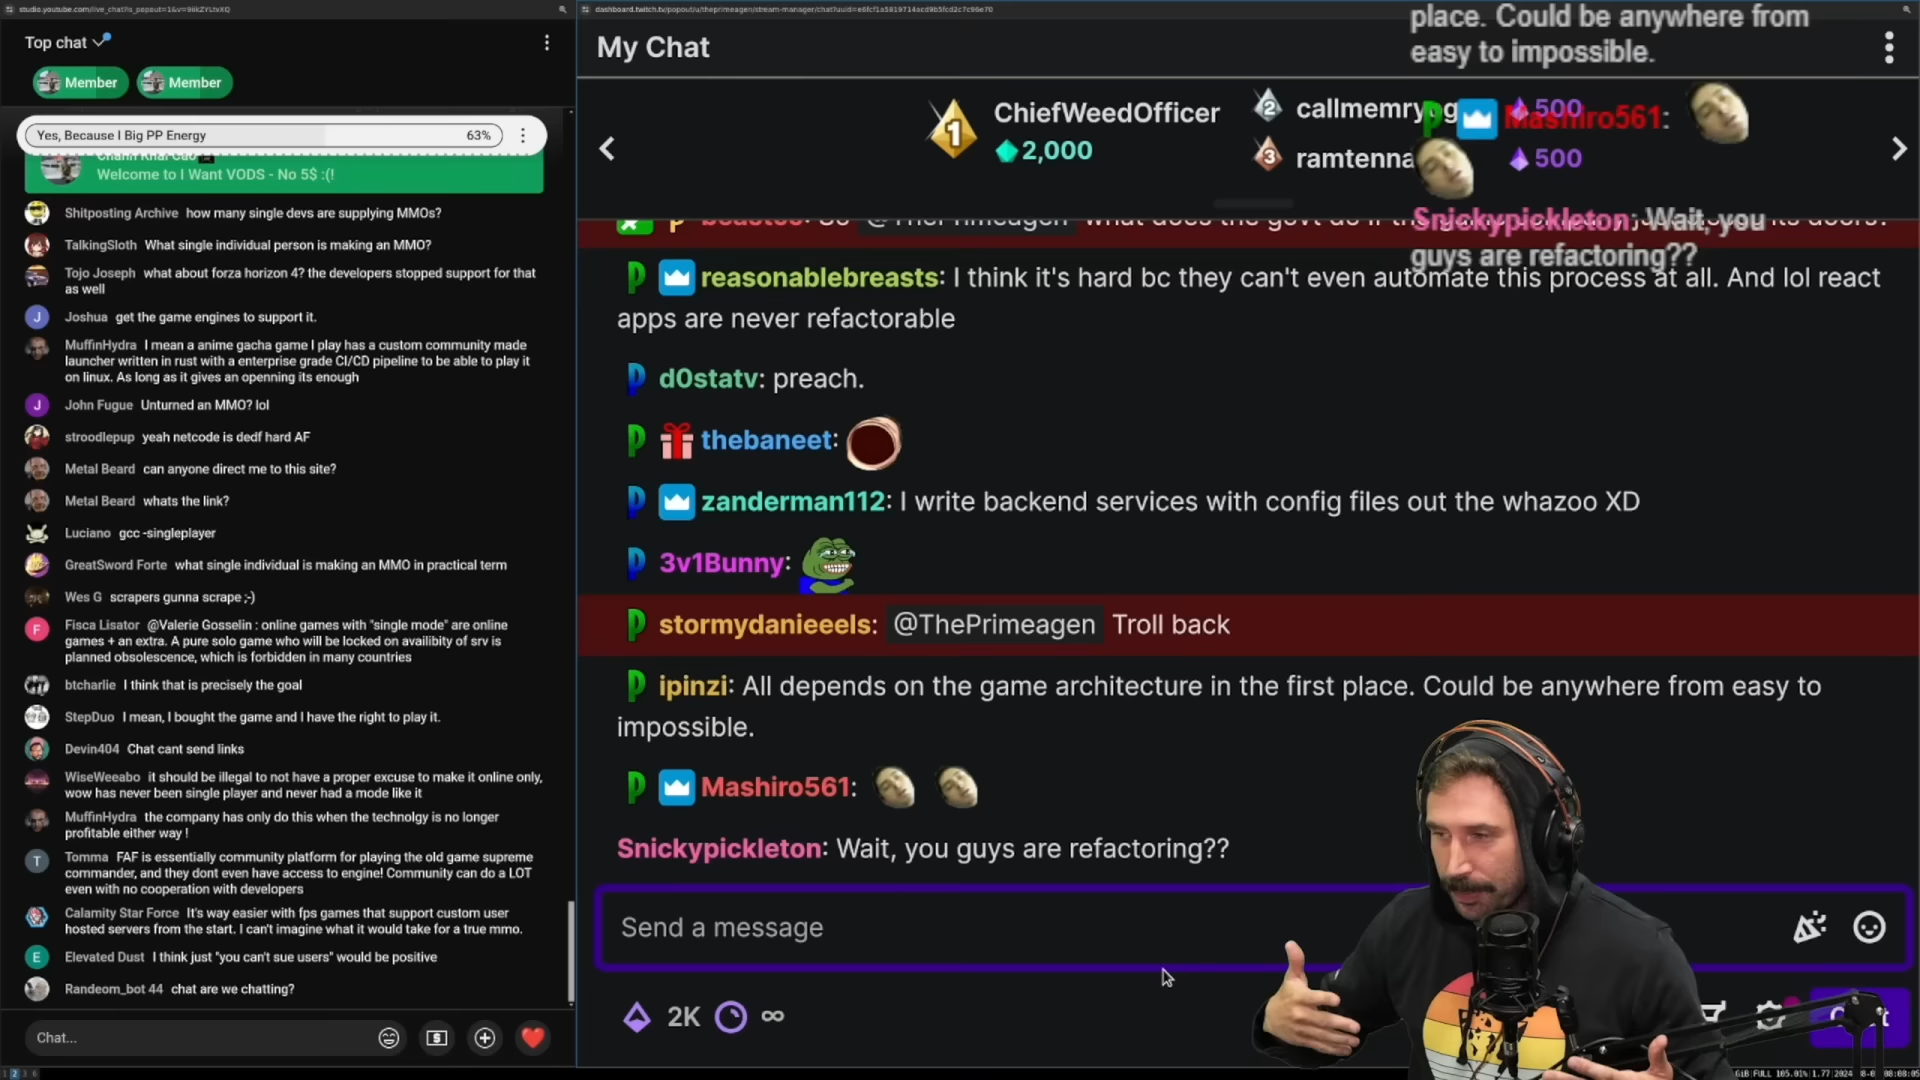 studio.youtube.com/live_chat?is_popout=1&v=
dashboard.twitch.tv/popout/u/theprimeagen/stream-manager/chat?uuid=
Top chat
Member
Member
Yes, Because I Big PP Energy
63%
Welcome to I Want VODS - No 5$ :(!
Shitposting Archive how many single devs are supplying MMOs?
TalkingSloth What single individual person is making an MMO?
Tojo Joseph what about forza horizon 4? the developers stopped support for that
as well
J
Joshua get the game engines to support it.
MuffinHydra I mean a anime gacha game I play has a custom community made
launcher written in rust with a enterprise grade CI/CD pipeline to be able to play it
on linux. As long as it gives an openning its enough
J
John Fugue Unturned an MMO? lol
stroodlepup yeah netcode is dedf hard AF
Metal Beard can anyone direct me to this site?
Metal Beard whats the link?
Luciano gcc -singleplayer
GreatSword Forte what single individual is making an MMO in practical term
Wes G scrapers gunna scrape ;-)
F
Fisca Lisator @Valerie Gosselin : online games with "single mode" are online
games + an extra. A pure solo game who will be locked on availibity of srv is
planned obsolescence, which is forbidden in many countries
btcharlie I think that is precisely the goal
StepDuo I mean, I bought the game and I have the right to play it.
Devin404 Chat cant send links
WiseWeeabo it should be illegal to not have a proper excuse to make it online only,
wow has never been single player and never had a mode like it
MuffinHydra the company has only do this when the technolgy is no longer
profitable either way !
T
Tomma FAF is essentially community platform for playing the old game supreme
commander, and they dont even have access to engine! Community can do a LOT
even with no cooperation with developers
Calamity Star Force It's way easier with fps games that support custom user
hosted servers from the start. I can't imagine what it would take for a true mmo.
E
Elevated Dust I think just "you can't sue users" would be positive
Randeom_bot 44 chat are we chatting?
Chat...
My Chat
1
ChiefWeedOfficer
2,000
2
callmemryog
500
3
ramtenna
500
place. Could be anywhere from
easy to impossible.
Mashiro561:
Snickypickleton: Wait, you
guys are refactoring??
reasonablebreasts: I think it's hard bc they can't even automate this process at all. And lol react
apps are never refactorable
d0statv: preach.
thebaneet:
zanderman112: I write backend services with config files out the whazoo XD
3v1Bunny:
stormydanieeels: @ThePrimeagen Troll back
ipinzi: All depends on the game architecture in the first place. Could be anywhere from easy to
impossible.
Mashiro561:
Snickypickleton: Wait, you guys are refactoring??
Send a message
2K
∞